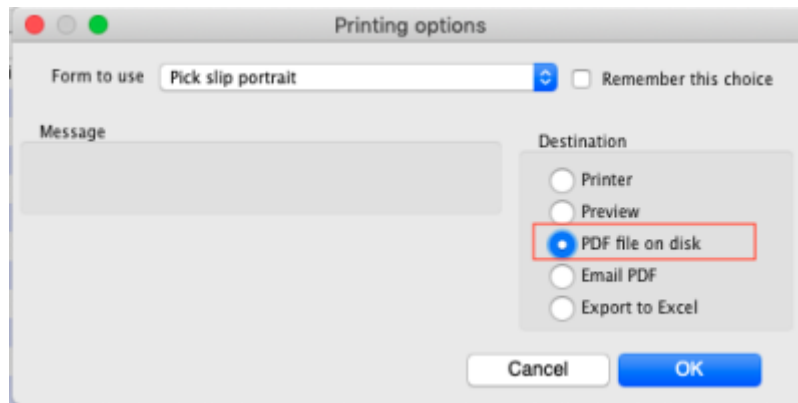 Printing options
Form to use Pick slip portrait Remember this choice
Message
Destination
Printer
Preview
PDF file on disk
Email PDF
Export to Excel
Cancel OK